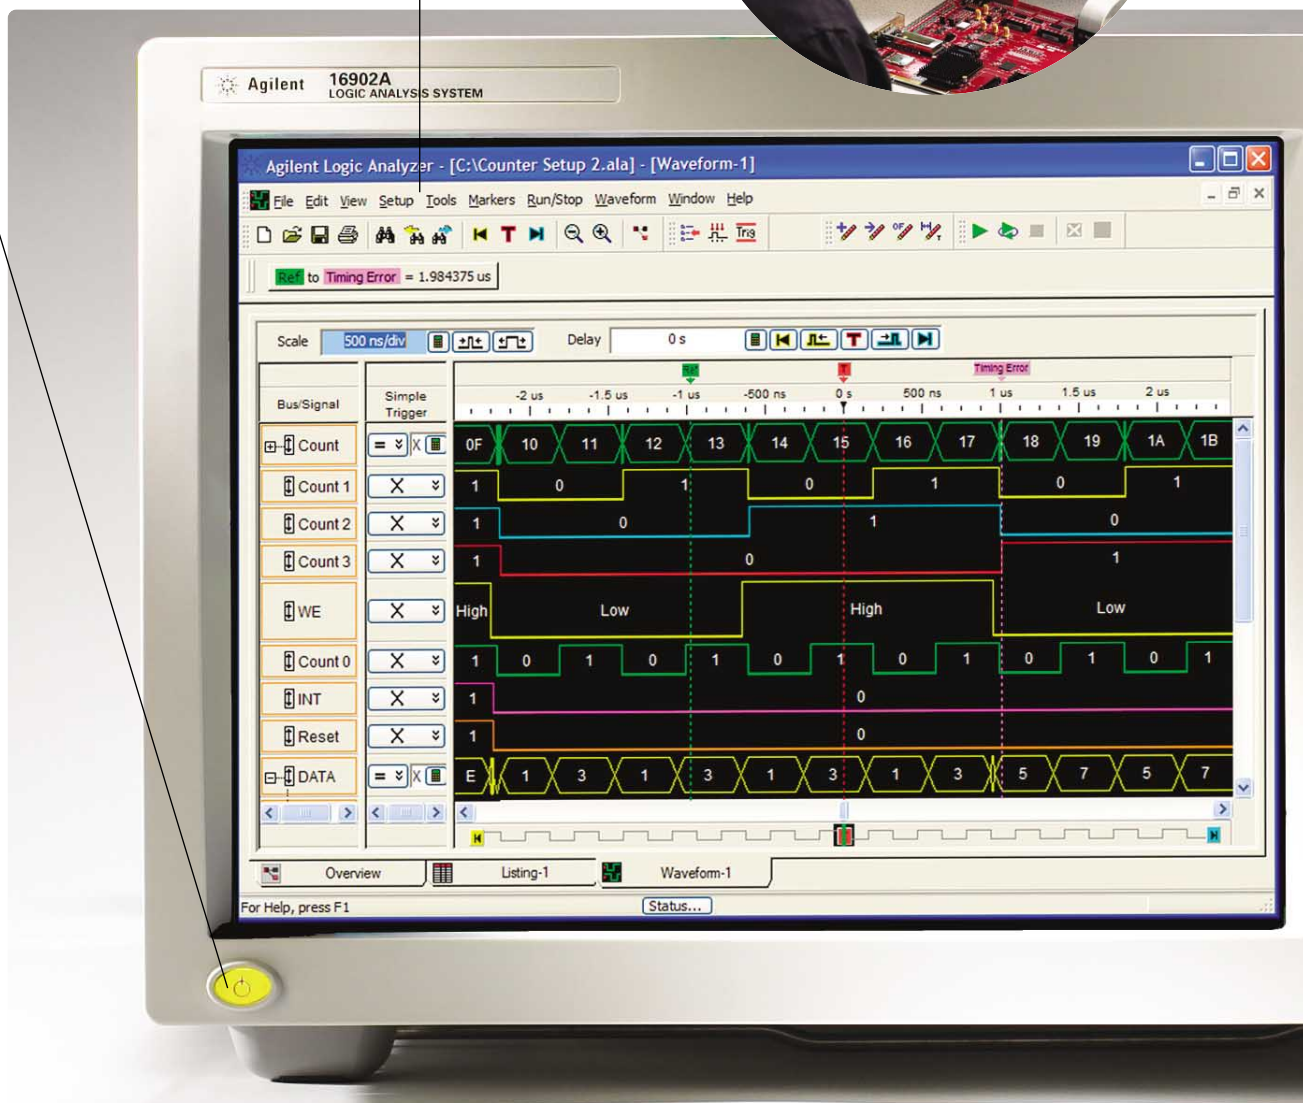 Agilent 16902A
LOGIC ANALYSIS SYSTEM
Agilent Logic Analyzer - [C:\Counter Setup 2.ala] - [Waveform-1]
File Edit View Setup Tools Markers Run/Stop Waveform Window Help
T Trig
Ref to Timing Error = 1.984375 us
Scale 500 ns/div Delay 0 s T
Ref T Timing Error
Bus/Signal Simple Trigger -2 us -1.5 us -1 us -500 ns 0 s 500 ns 1 us 1.5 us 2 us
Count = X 0F 10 11 12 13 14 15 16 17 18 19 1A 1B
Count 1 X 1 0 1 0 1 0 1
Count 2 X 1 0 1 0
Count 3 X 1 0 1
WE X High Low High Low
Count 0 X 1 0 1 0 1 0 1 0 1 0 1 0 1
INT X 1 0
Reset X 1 0
DATA = X E 1 3 1 3 1 3 1 3 5 7 5 7
Overview Listing-1 Waveform-1
For Help, press F1 Status...